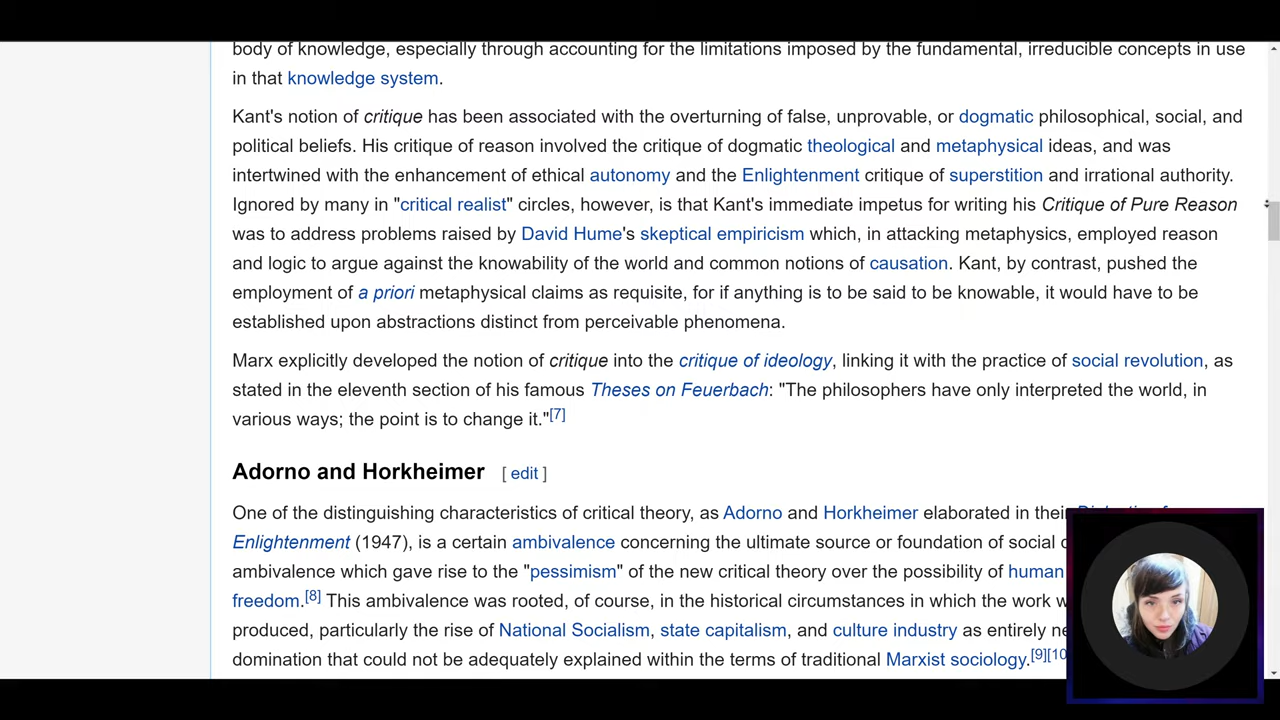 body of knowledge, especially through accounting for the limitations imposed by the fundamental, irreducible concepts in use
in that knowledge system.
Kant's notion of critique has been associated with the overturning of false, unprovable, or dogmatic philosophical, social, and
political beliefs. His critique of reason involved the critique of dogmatic theological and metaphysical ideas, and was
intertwined with the enhancement of ethical autonomy and the Enlightenment critique of superstition and irrational authority.
Ignored by many in "critical realist" circles, however, is that Kant's immediate impetus for writing his Critique of Pure Reason
was to address problems raised by David Hume's skeptical empiricism which, in attacking metaphysics, employed reason
and logic to argue against the knowability of the world and common notions of causation. Kant, by contrast, pushed the
employment of a priori metaphysical claims as requisite, for if anything is to be said to be knowable, it would have to be
established upon abstractions distinct from perceivable phenomena.
Marx explicitly developed the notion of critique into the critique of ideology, linking it with the practice of social revolution, as
stated in the eleventh section of his famous Theses on Feuerbach: "The philosophers have only interpreted the world, in
various ways; the point is to change it."[7]
Adorno and Horkheimer [ edit ]
One of the distinguishing characteristics of critical theory, as Adorno and Horkheimer elaborated in their
Enlightenment (1947), is a certain ambivalence concerning the ultimate source or foundation of social
ambivalence which gave rise to the "pessimism" of the new critical theory over the possibility of human
freedom.[8] This ambivalence was rooted, of course, in the historical circumstances in which the work
produced, particularly the rise of National Socialism, state capitalism, and culture industry as entirely
domination that could not be adequately explained within the terms of traditional Marxist sociology.[9][10